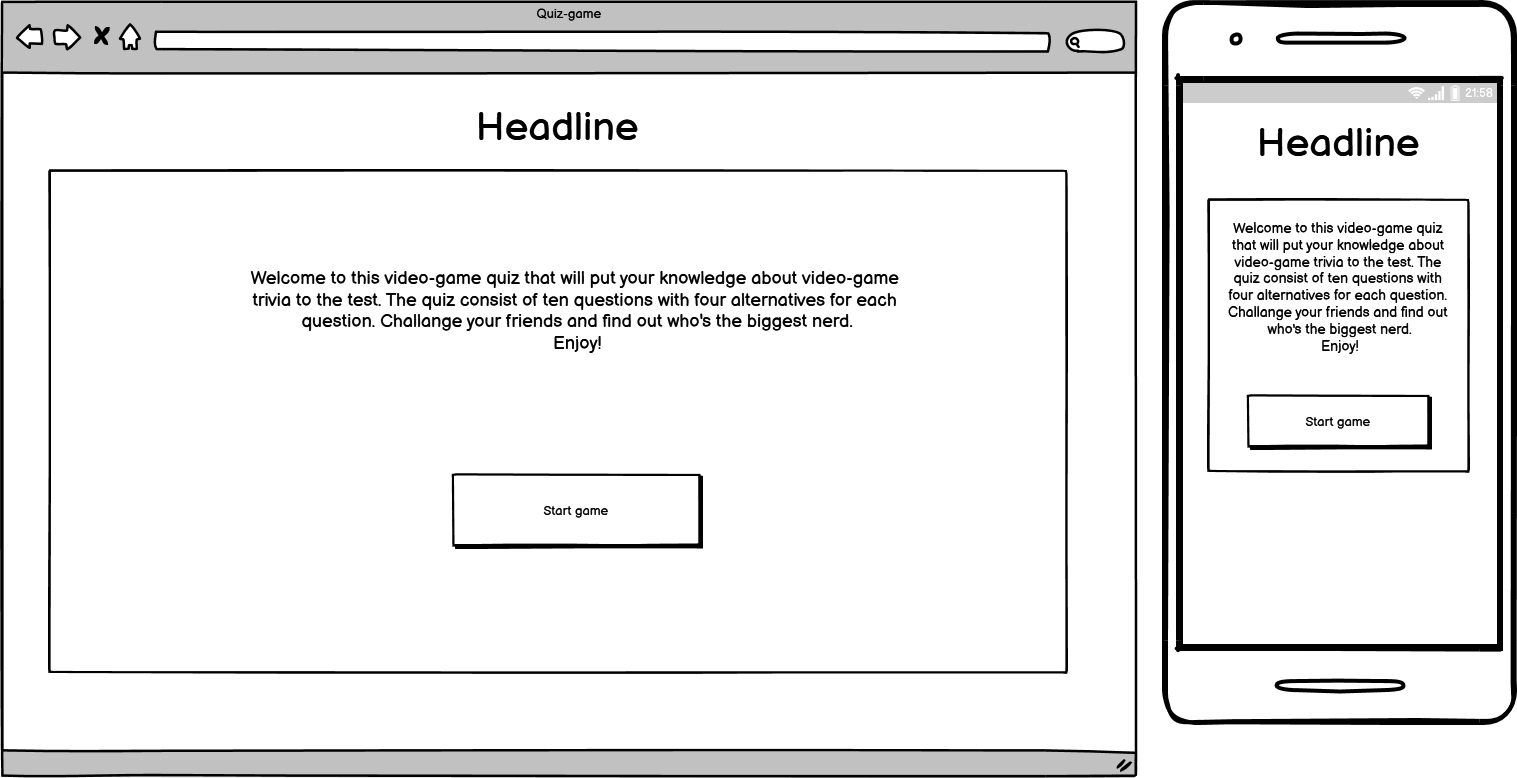 Quiz-game
Headline
Welcome to this video-game quiz that will put your knowledge about video-game
trivia to the test. The quiz consist of ten questions with four alternatives for each
question. Challange your friends and find out who's the biggest nerd.
Enjoy!
Start game
21:58
Headline
Welcome to this video-game quiz
that will put your knowledge about
video-game trivia to the test. The
quiz consist of ten questions with
four alternatives for each question.
Challange your friends and find out
who's the biggest nerd.
Enjoy!
Start game